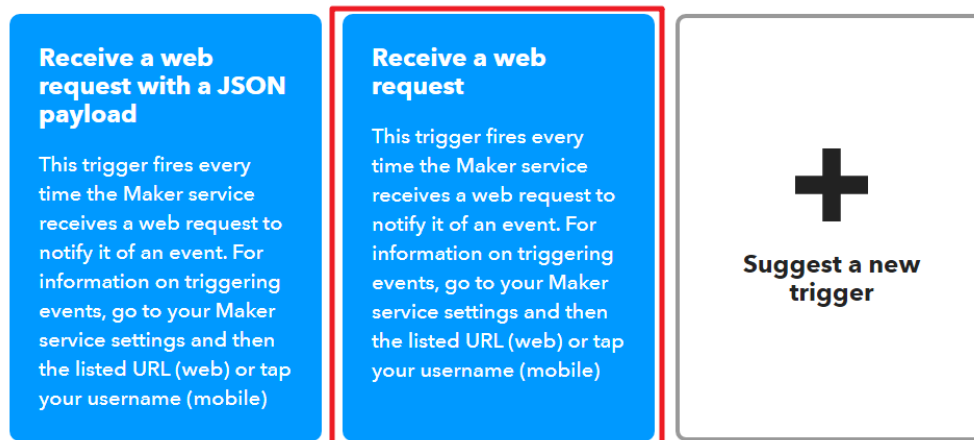 Receive a web
request with a JSON
payload
This trigger fires every
time the Maker service
receives a web request to
notify it of an event. For
information on triggering
events, go to your Maker
service settings and then
the listed URL (web) or tap
your username (mobile)
Receive a web
request
This trigger fires every
time the Maker service
receives a web request to
notify it of an event. For
information on triggering
events, go to your Maker
service settings and then
the listed URL (web) or tap
your username (mobile)
Suggest a new
trigger